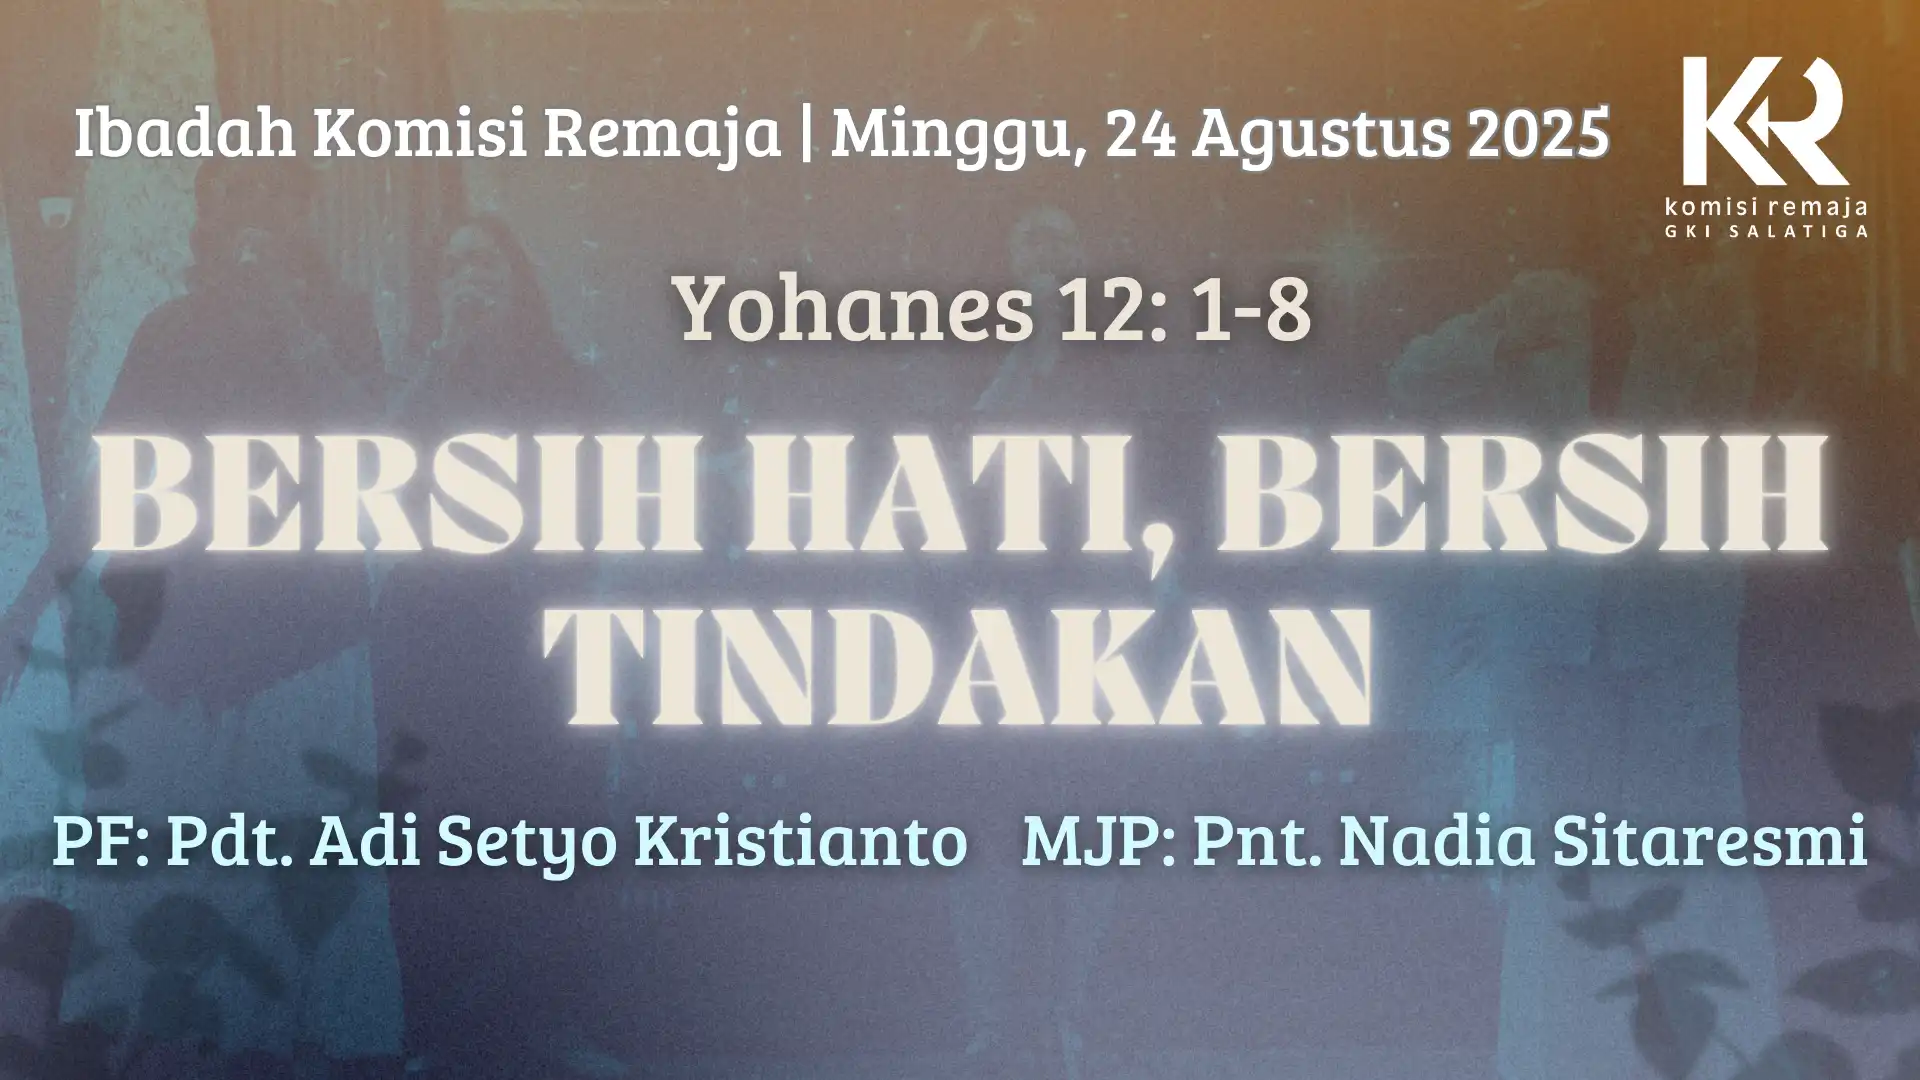 Ibadah Komisi Remaja | Minggu, 24 Agustus 2025
KR
komisi remaja
GKI SALATIGA
Yohanes 12: 1-8
BERSIH HATI, BERSIH
TINDAKAN
PF: Pdt. Adi Setyo Kristianto MJP: Pnt. Nadia Sitaresmi